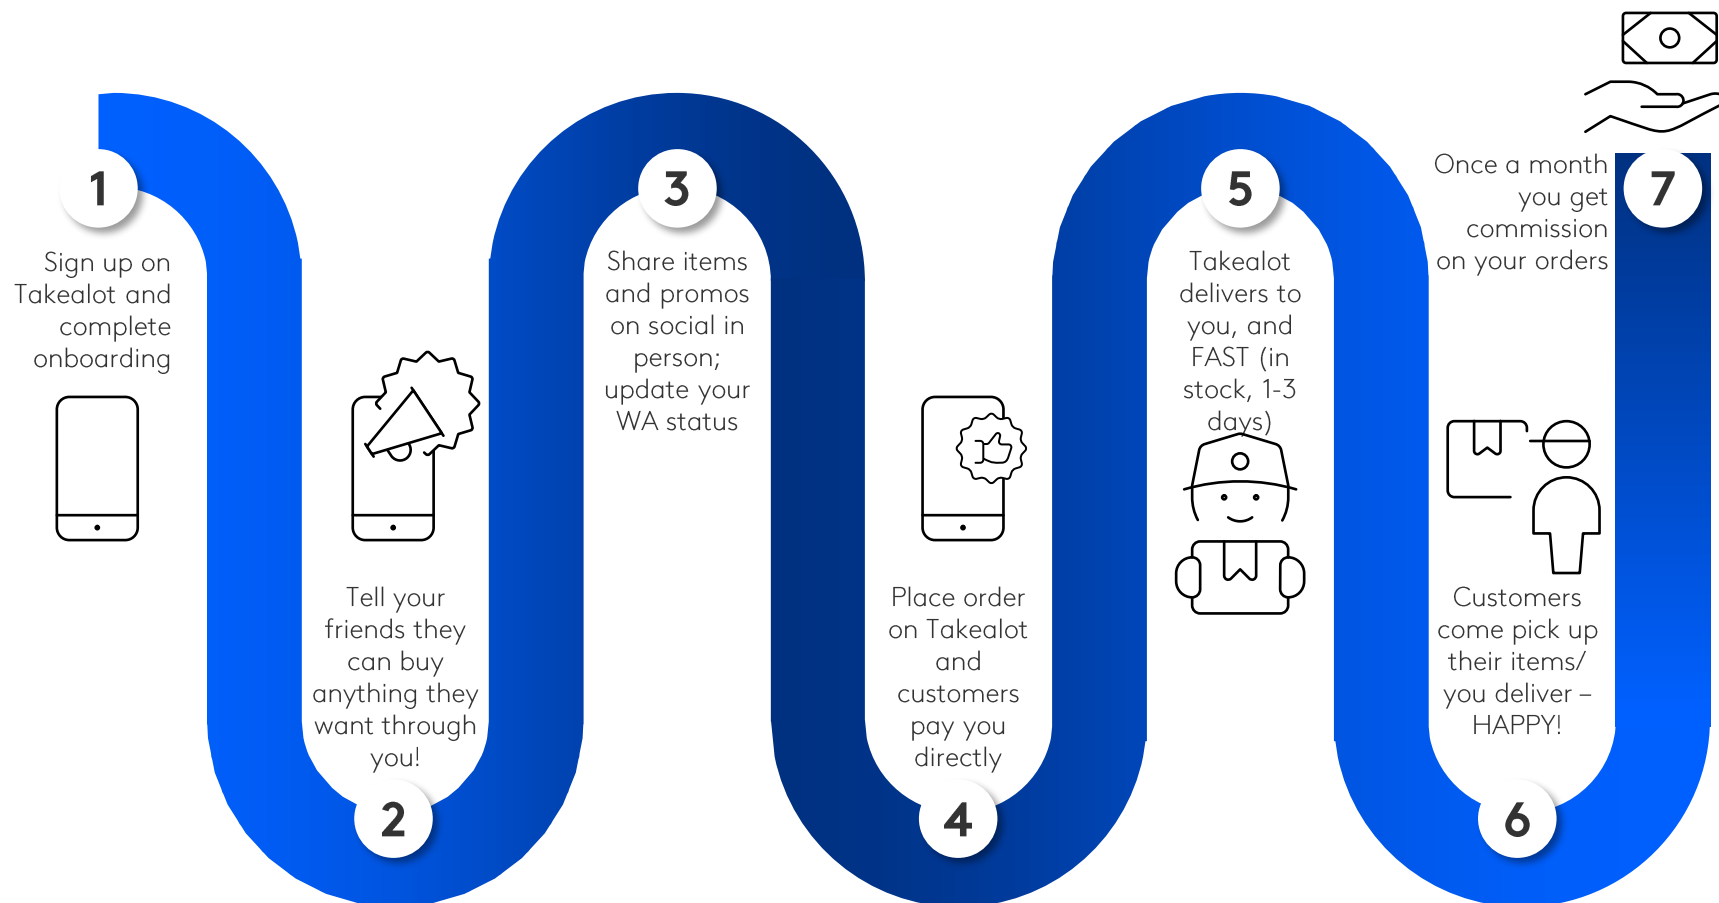 1
Sign up on
Takealot and
complete
onboarding
Tell your
friends they
can buy
anything they
want through
you!
2
3
Share items
and promos
on social in
person;
update your
WA status
Place order
on Takealot
and
customers
pay you
directly
4
5
Takealot
delivers to
you, and
FAST (in
stock, 1-3
days)
Customers
come pick up
their items/
you deliver –
HAPPY!
6
7
Once a month
you get
commission
on your orders